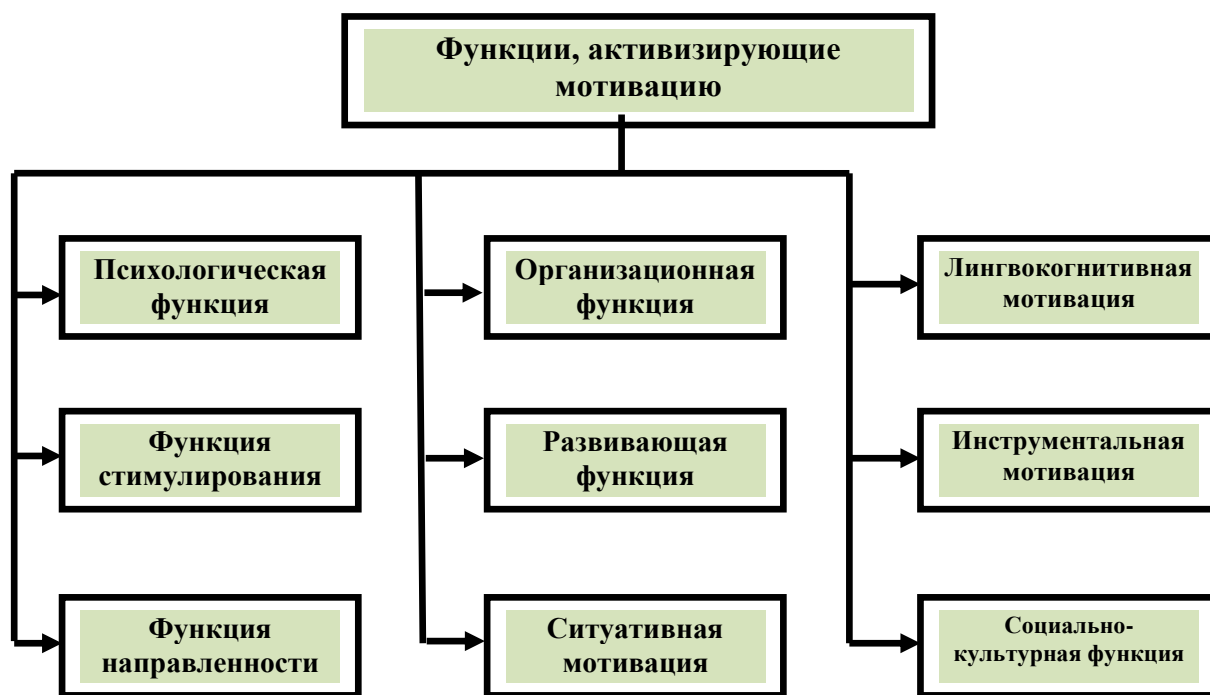 Функции, активизирующие
мотивацию
Психологическая
функция
Организационная
функция
Лингвокогнитивная
мотивация
Функция
стимулирования
Развивающая
функция
Инструментальная
мотивация
Функция
направленности
Ситуативная
мотивация
Социально-
культурная функция